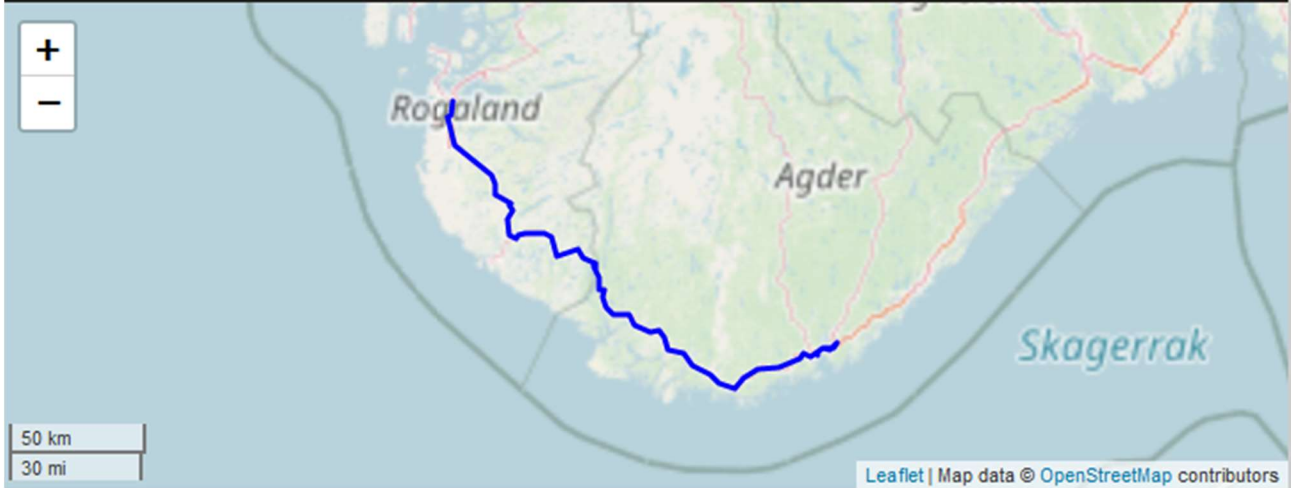 +
−
Rogaland
Agder
Skagerrak
50 km
30 mi
Leaflet | Map data © OpenStreetMap contributors